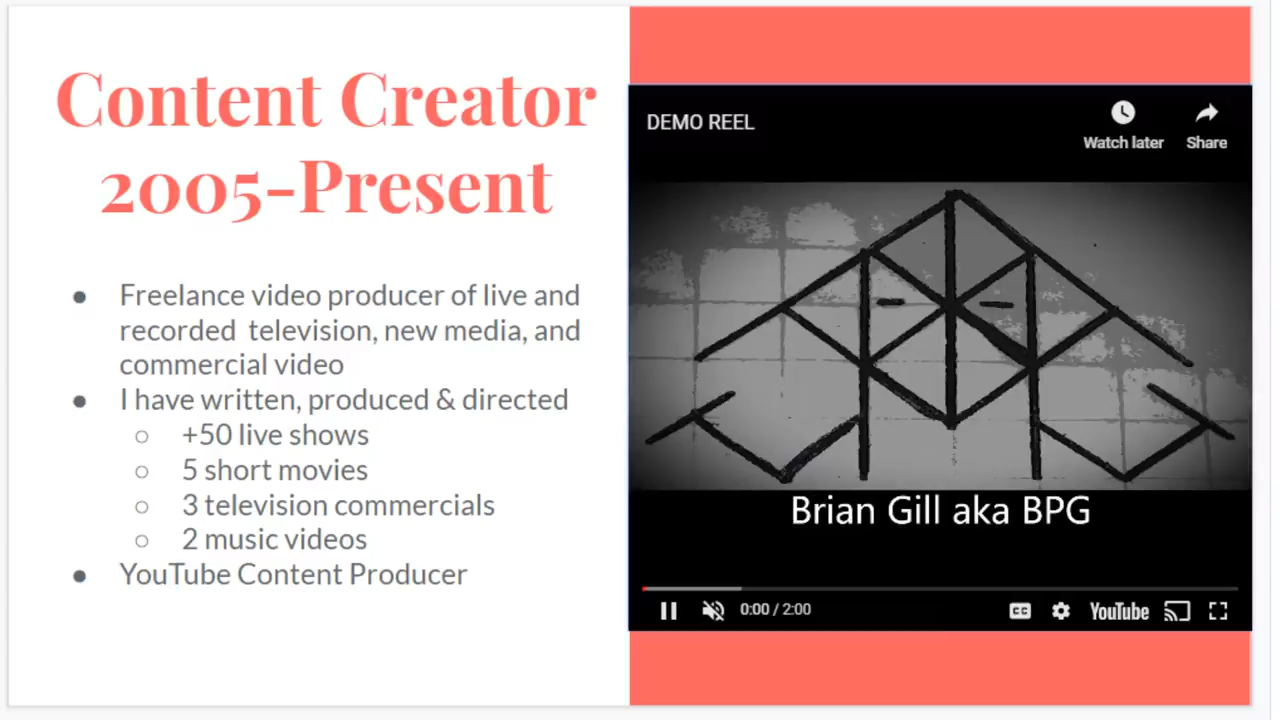 Content Creator
2005-Present
● Freelance video producer of live and
recorded television, new media, and
commercial video
● I have written, produced & directed
○ +50 live shows
○ 5 short movies
○ 3 television commercials
○ 2 music videos
● YouTube Content Producer
DEMO REEL
Watch later
Share
Brian Gill aka BPG
0:00 / 2:00
CC
YouTube